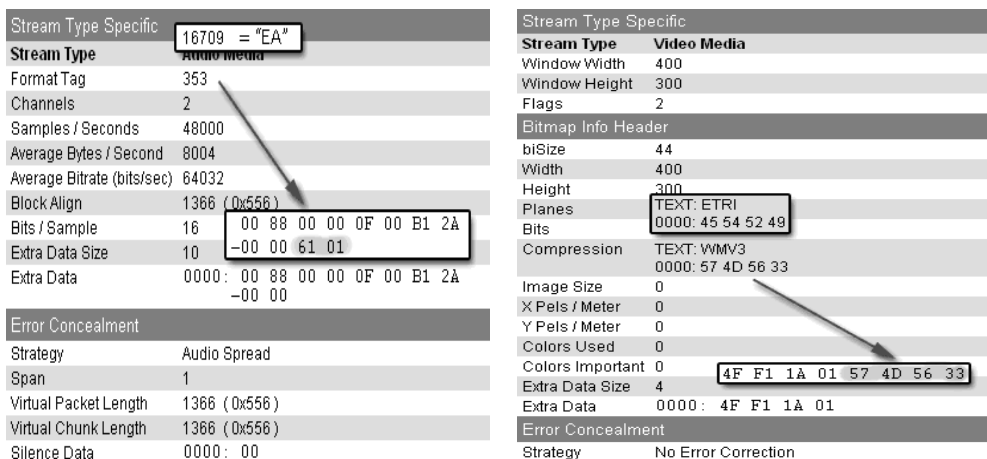 Stream Type Specific
16709 = "EA"
Stream Type Audio Media
Format Tag 353
Channels 2
Samples / Seconds 48000
Average Bytes / Second 8004
Average Bitrate (bits/sec) 64032
Block Align 1366 (0x556)
Bits / Sample 16
00 88 00 00 0F 00 B1 2A
-00 00 61 01
Extra Data Size 10
Extra Data 0000: 00 88 00 00 0F 00 B1 2A
-00 00
Error Concealment
Strategy Audio Spread
Span 1
Virtual Packet Length 1366 (0x556)
Virtual Chunk Length 1366 (0x556)
Silence Data 0000: 00
Stream Type Specific
Stream Type Video Media
Window Width 400
Window Height 300
Flags 2
Bitmap Info Header
biSize 44
Width 400
Height 300
Planes TEXT: ETRI
0000: 45 54 52 49
Bits
Compression TEXT: WMV3
0000: 57 4D 56 33
Image Size 0
X Pels / Meter 0
Y Pels / Meter 0
Colors Used 0
Colors Important 0
4F F1 1A 01 57 4D 56 33
Extra Data Size 4
Extra Data 0000: 4F F1 1A 01
Error Concealment
Strategy No Error Correction